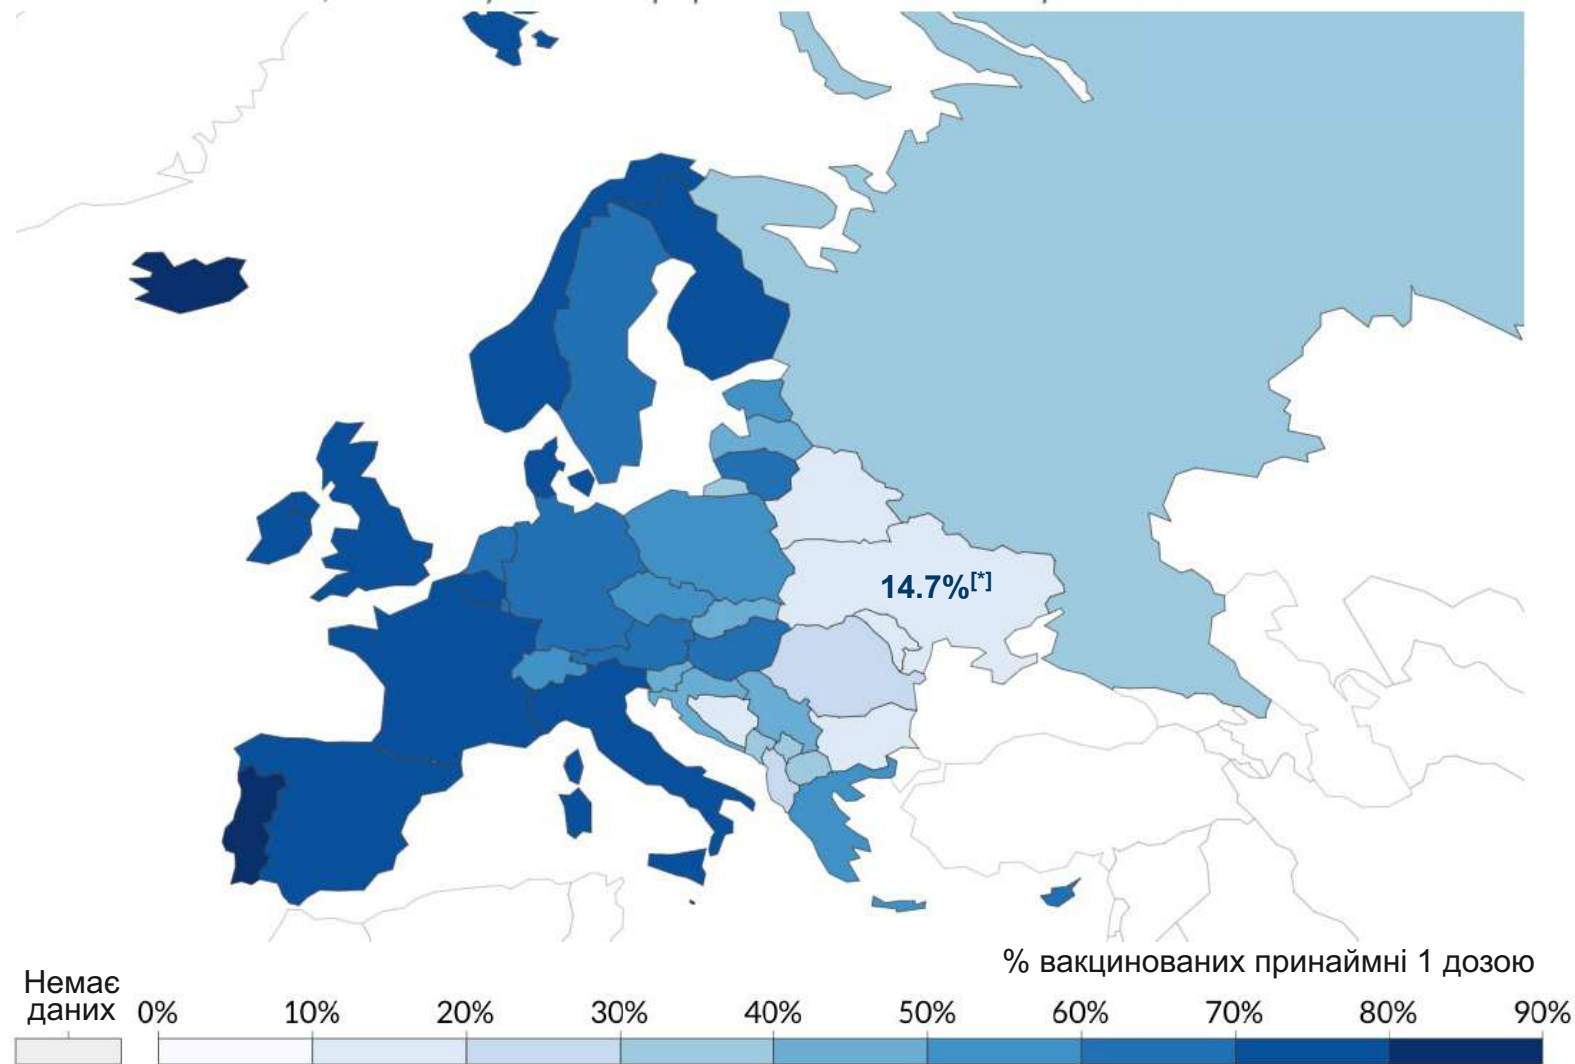 14.7%[*]
% вакцинованих принаймні 1 дозою
Немає
даних
0% 10% 20% 30% 40% 50% 60% 70% 80% 90%